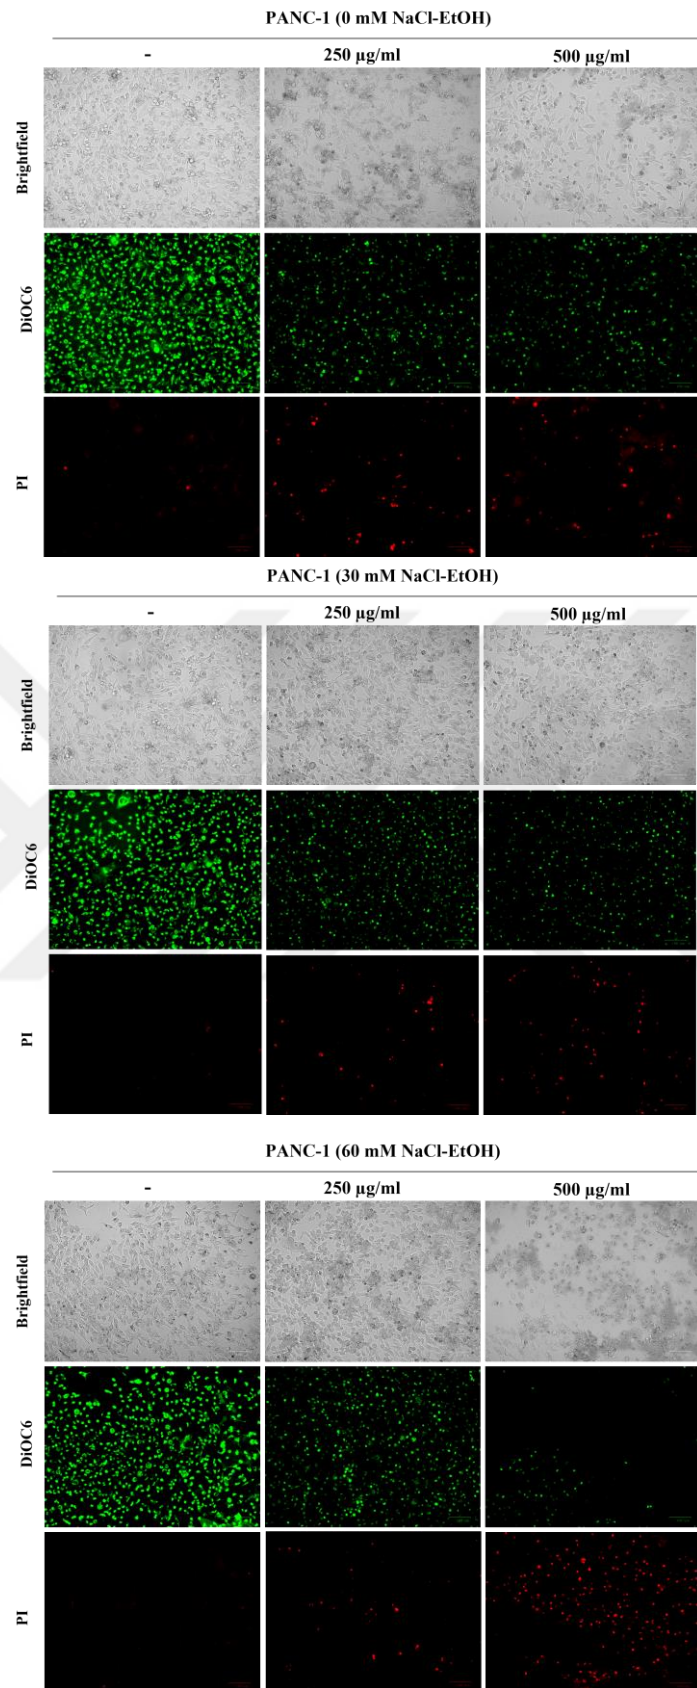 PANC-1 (0 mM NaCl-EtOH)
- 250 µg/ml 500 µg/ml
Brightfield
DiOC6
PI
PANC-1 (30 mM NaCl-EtOH)
- 250 µg/ml 500 µg/ml
Brightfield
DiOC6
PI
PANC-1 (60 mM NaCl-EtOH)
- 250 µg/ml 500 µg/ml
Brightfield
DiOC6
PI